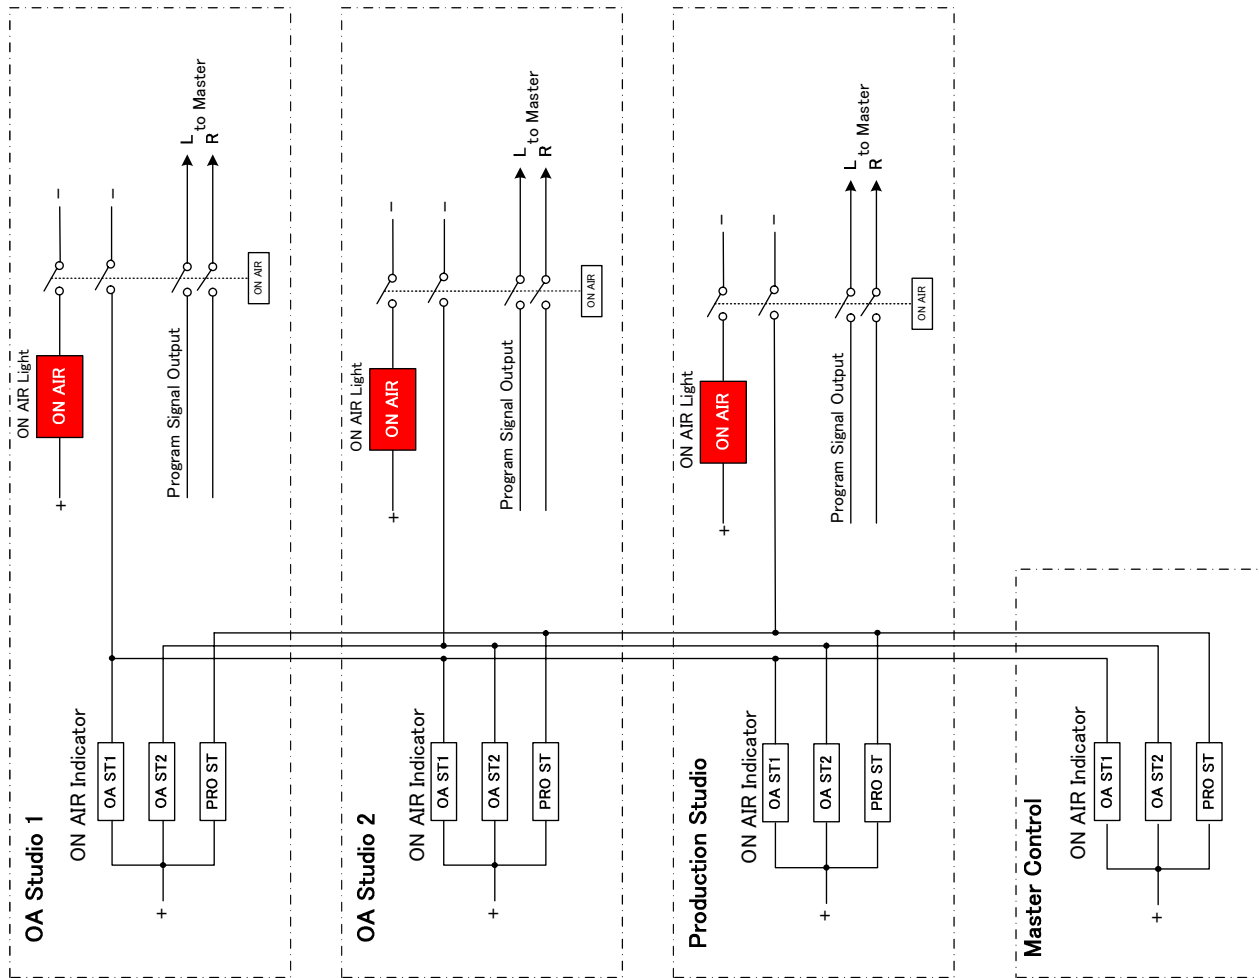 OA Studio 1
ON AIR Indicator
+
OA ST1
OA ST2
PRO ST
ON AIR Light
+
ON AIR
-
-
Program Signal Output
L
R
to Master
ON AIR
OA Studio 2
ON AIR Indicator
+
OA ST1
OA ST2
PRO ST
ON AIR Light
+
ON AIR
-
-
Program Signal Output
L
R
to Master
ON AIR
Production Studio
ON AIR Indicator
+
OA ST1
OA ST2
PRO ST
ON AIR Light
+
ON AIR
-
-
Program Signal Output
L
R
to Master
ON AIR
Master Control
ON AIR Indicator
+
OA ST1
OA ST2
PRO ST